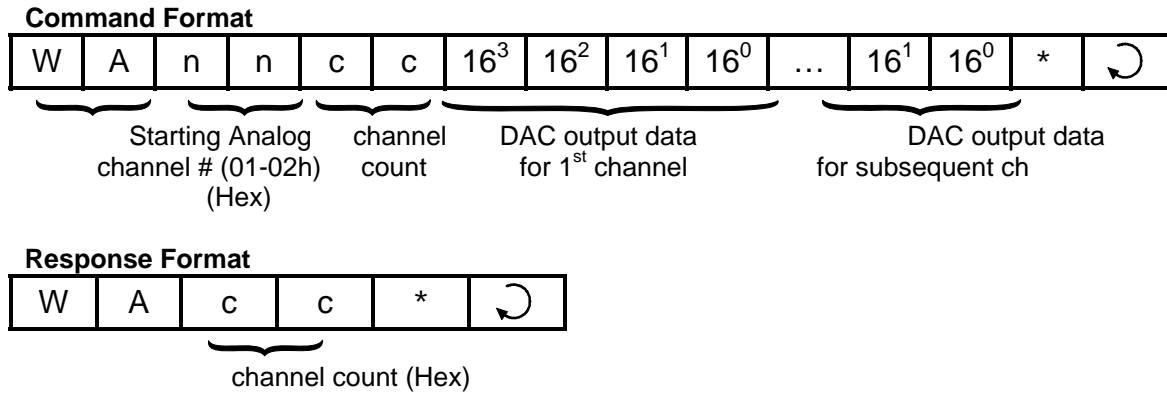 Command Format
W A n n c c 16³ 16² 16¹ 16⁰ … 16¹ 16⁰ *
Starting Analog channel DAC output data DAC output data
channel # (01-02h) count for 1st channel for subsequent ch
(Hex)
Response Format
W A c c *
channel count (Hex)